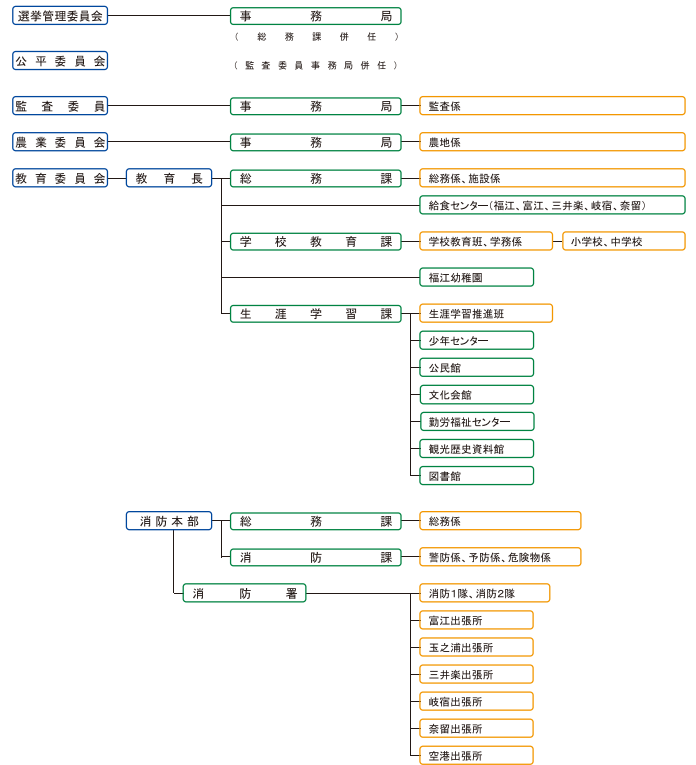 選挙管理委員会 事務局
（総務課併任）
公平委員会 （監査委員事務局併任）
監査委員 事務局 監査係
農業委員会 事務局 農地係
教育委員会 教育長 総務課 総務係、施設係
給食センター（福江、富江、三井楽、岐宿、奈留）
学校教育課 学校教育班、学務係 小学校、中学校
福江幼稚園
生涯学習課 生涯学習推進班
少年センター
公民館
文化会館
勤労福祉センター
観光歴史資料館
図書館
消防本部 総務課 総務係
消防課 警防係、予防係、危険物係
消防署 消防１隊、消防２隊
富江出張所
玉之浦出張所
三井楽出張所
岐宿出張所
奈留出張所
空港出張所